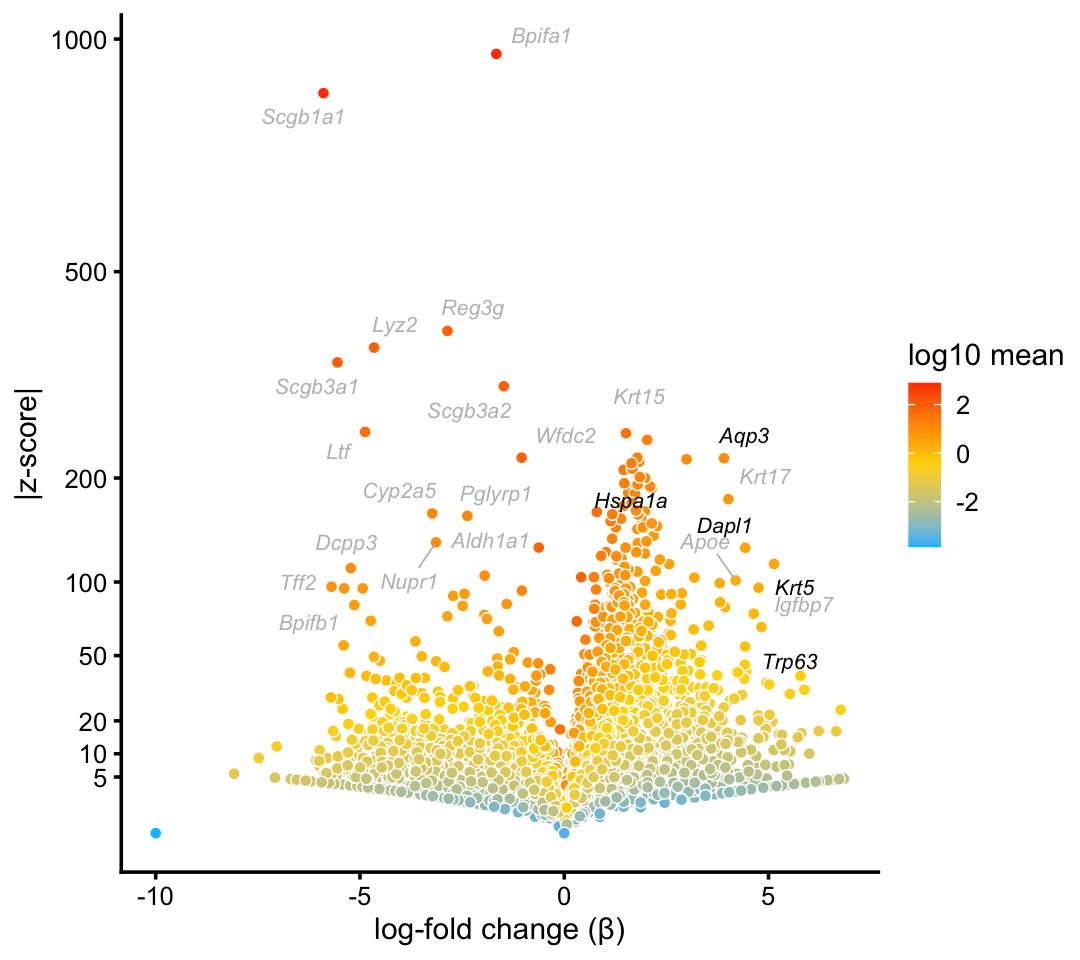 1000
500
200
100
50
20
10
5
|z-score|
Bpifa1
Scgb1a1
Reg3g
Lyz2
Scgb3a1
Scgb3a2
Krt15
Wfdc2
Aqp3
Ltf
Krt17
Cyp2a5
Pglyrp1
Hspa1a
Dapl1
Dcpp3
Aldh1a1
Apoe
Tff2
Nupr1
Krt5
Igfbp7
Bpifb1
Trp63
-10
-5
0
5
log-fold change (β)
log10 mean
2
0
-2